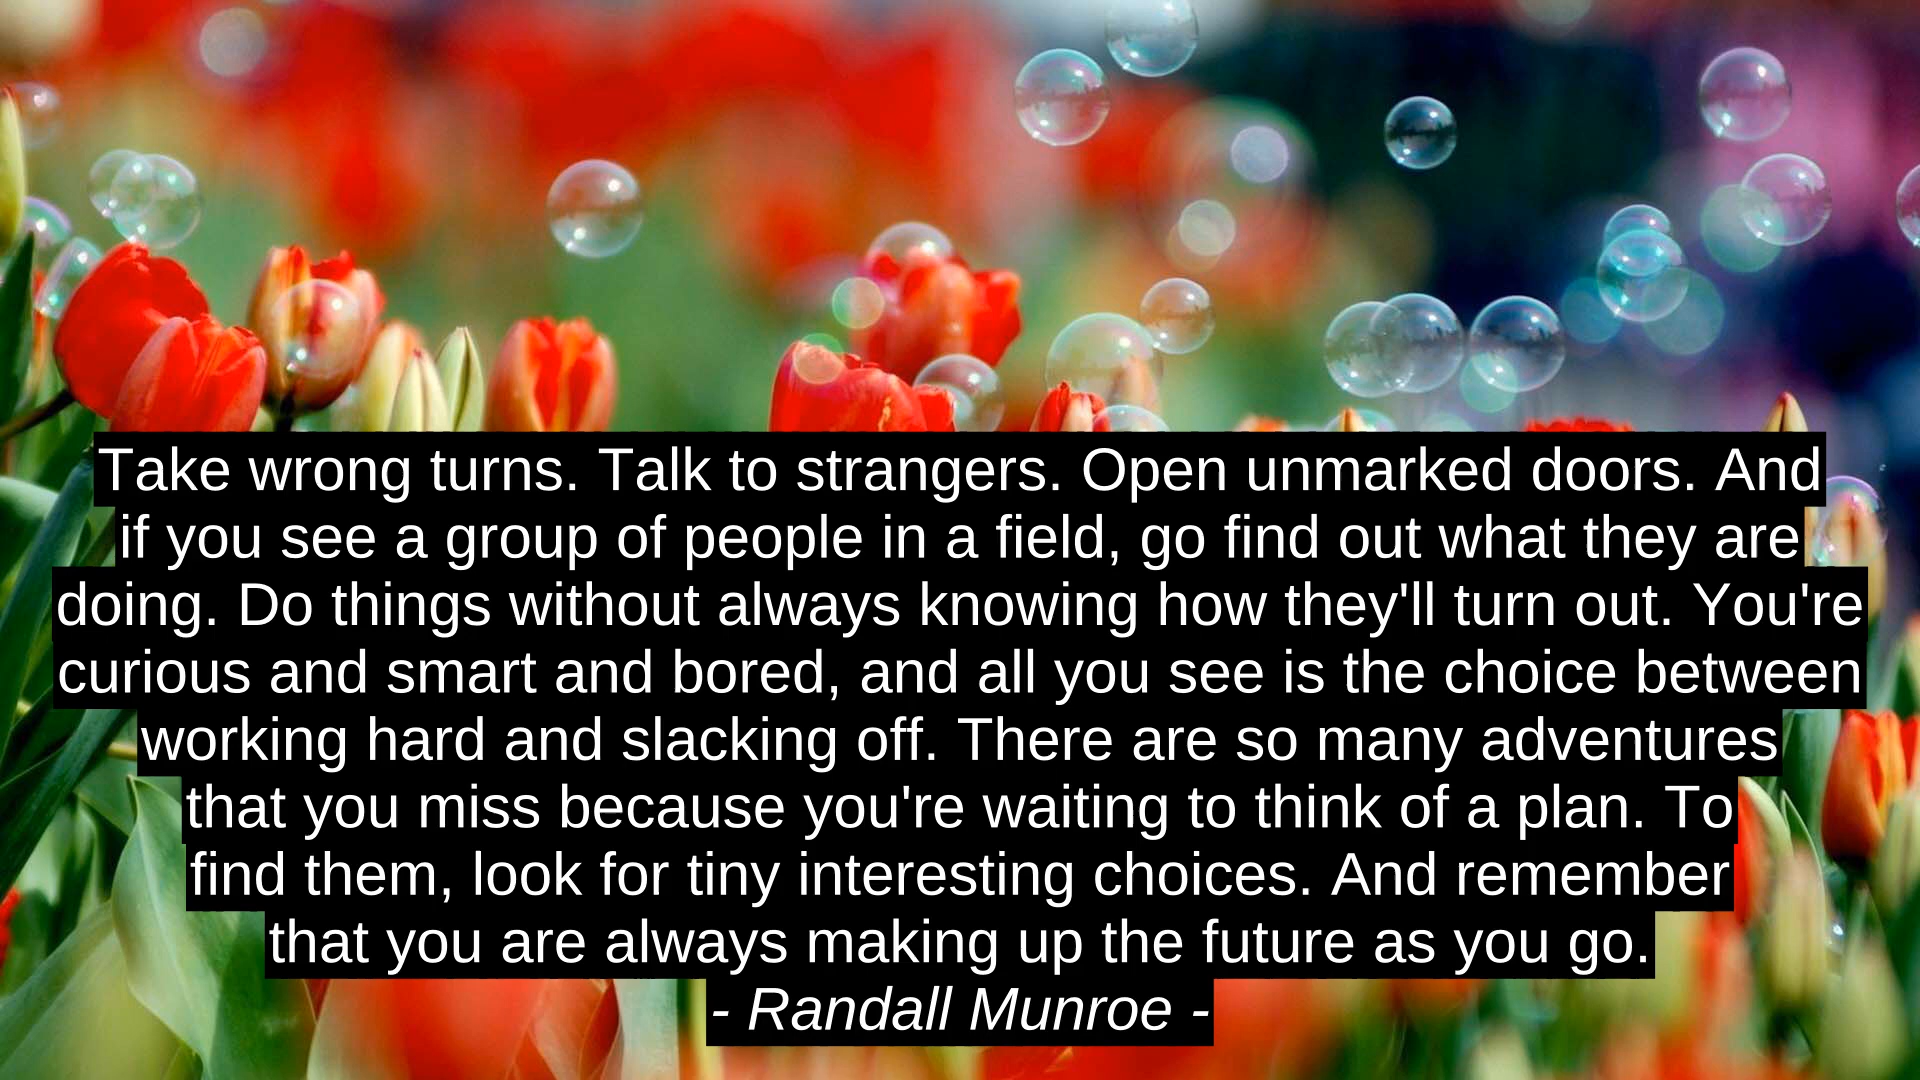 Take wrong turns. Talk to strangers. Open unmarked doors. And
if you see a group of people in a field, go find out what they are
doing. Do things without always knowing how they'll turn out. You're
curious and smart and bored, and all you see is the choice between
working hard and slacking off. There are so many adventures
that you miss because you're waiting to think of a plan. To
find them, look for tiny interesting choices. And remember
that you are always making up the future as you go.
- Randall Munroe -